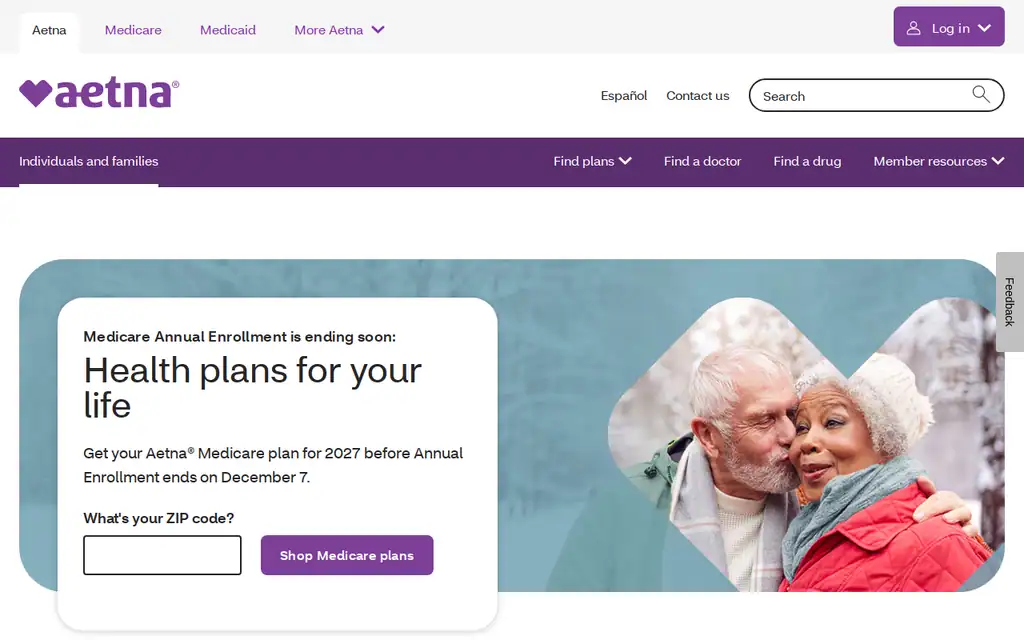 Aetna Medicare Medicaid More Aetna Log in
aetna®
Español Contact us Search
Individuals and families Find plans Find a doctor Find a drug Member resources
Feedback
Medicare Annual Enrollment is ending soon:
Health plans for your
life
Get your Aetna® Medicare plan for 2027 before Annual
Enrollment ends on December 7.
What's your ZIP code?
Shop Medicare plans